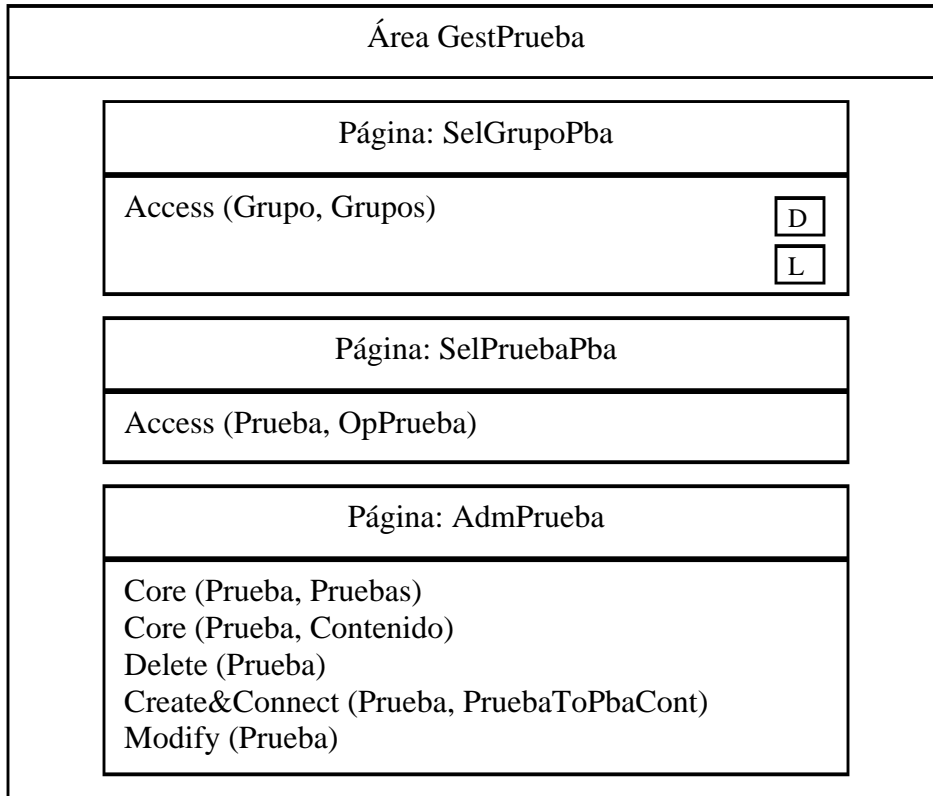 Área GestPrueba
Página: SelGrupoPba
Access (Grupo, Grupos)
D
L
Página: SelPruebaPba
Access (Prueba, OpPrueba)
Página: AdmPrueba
Core (Prueba, Pruebas)
Core (Prueba, Contenido)
Delete (Prueba)
Create&Connect (Prueba, PruebaToPbaCont)
Modify (Prueba)